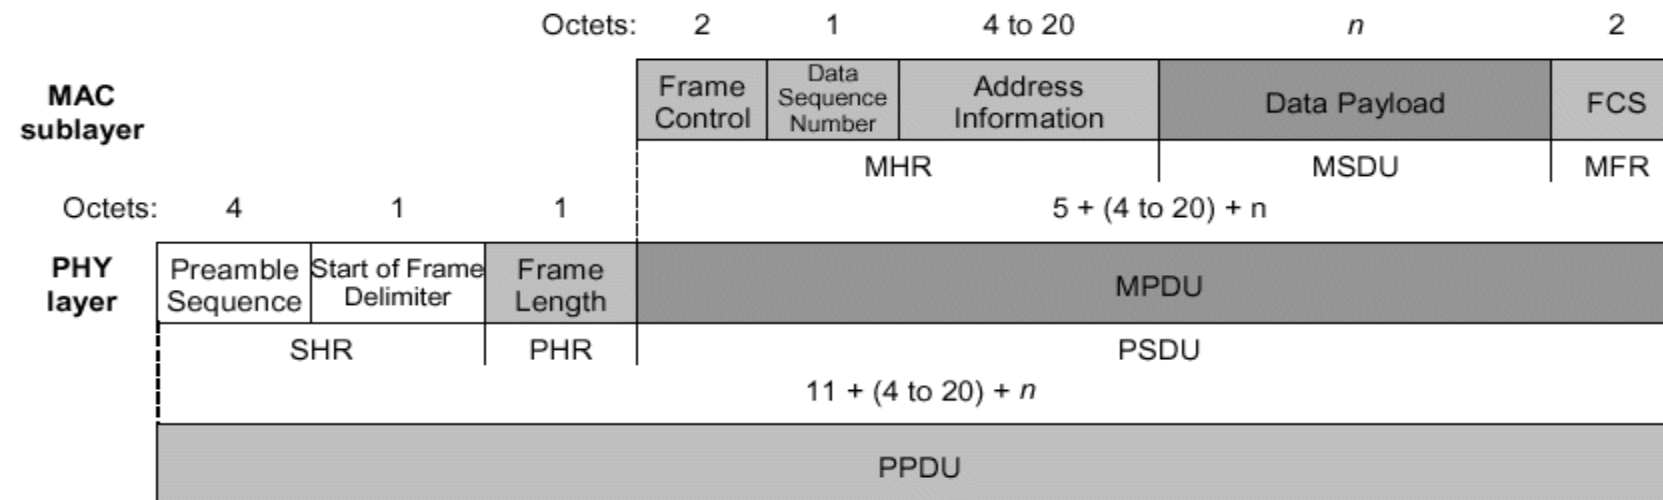 Octets: 2 1 4 to 20 n 2
MAC
sublayer
Frame
Control
Data
Sequence
Number
Address
Information
Data Payload
FCS
MHR MSDU MFR
Octets: 4 1 1 5 + (4 to 20) + n
PHY
layer
Preamble
Sequence
Start of Frame
Delimiter
Frame
Length
MPDU
SHR PHR PSDU
11 + (4 to 20) + n
PPDU